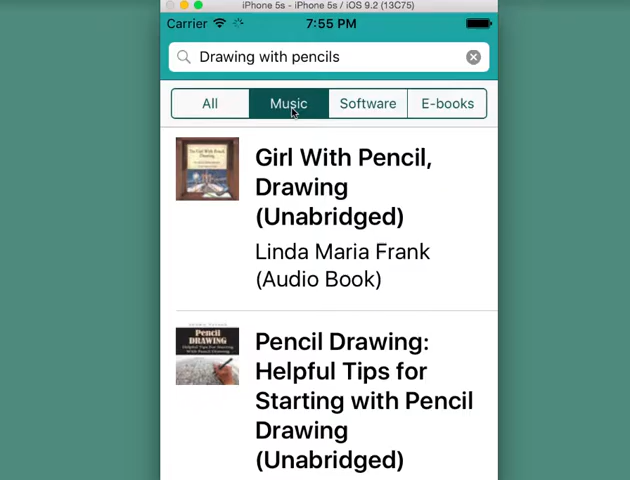 iPhone 5s - iPhone 5s / iOS 9.2 (13C75)
Carrier 7:55 PM
Drawing with pencils
All Music Software E-books
Girl With Pencil,
Drawing
(Unabridged)
Linda Maria Frank
(Audio Book)
Pencil
DRAWING
Pencil Drawing:
Helpful Tips for
Starting with Pencil
Drawing
(Unabridged)